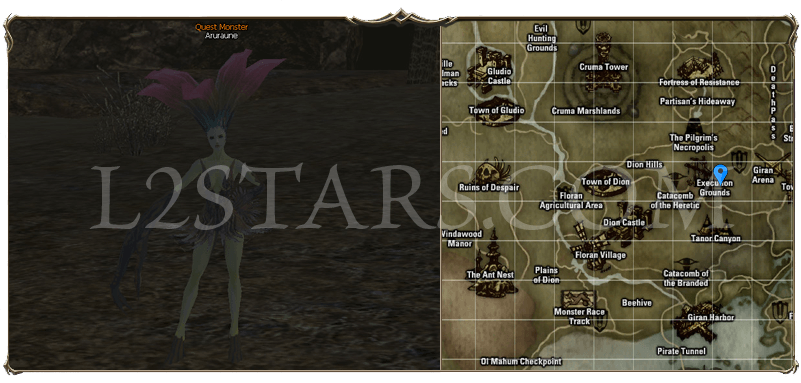 Quest Monster
Aruraune
L2STARS.COM
Evil
Hunting
Grounds
Gludio
Castle
Cruma Tower
Fortress of Resistance
Death Pass
Partisan's Hideaway
Town of Gludio
Cruma Marshlands
The Pilgrim's
Necropolis
Dion Hills
Giran
Arena
Ruins of Despair
Town of Dion
Execution
Grounds
Floran
Agricultural Area
Catacomb
of the Heretic
Dion Castle
Windawood
Manor
Tanor Canyon
Floran Village
The Ant Nest
Plains
of Dion
Catacomb of
the Branded
Beehive
Monster Race
Track
Giran Harbor
Pirate Tunnel
Ol Mahum Checkpoint